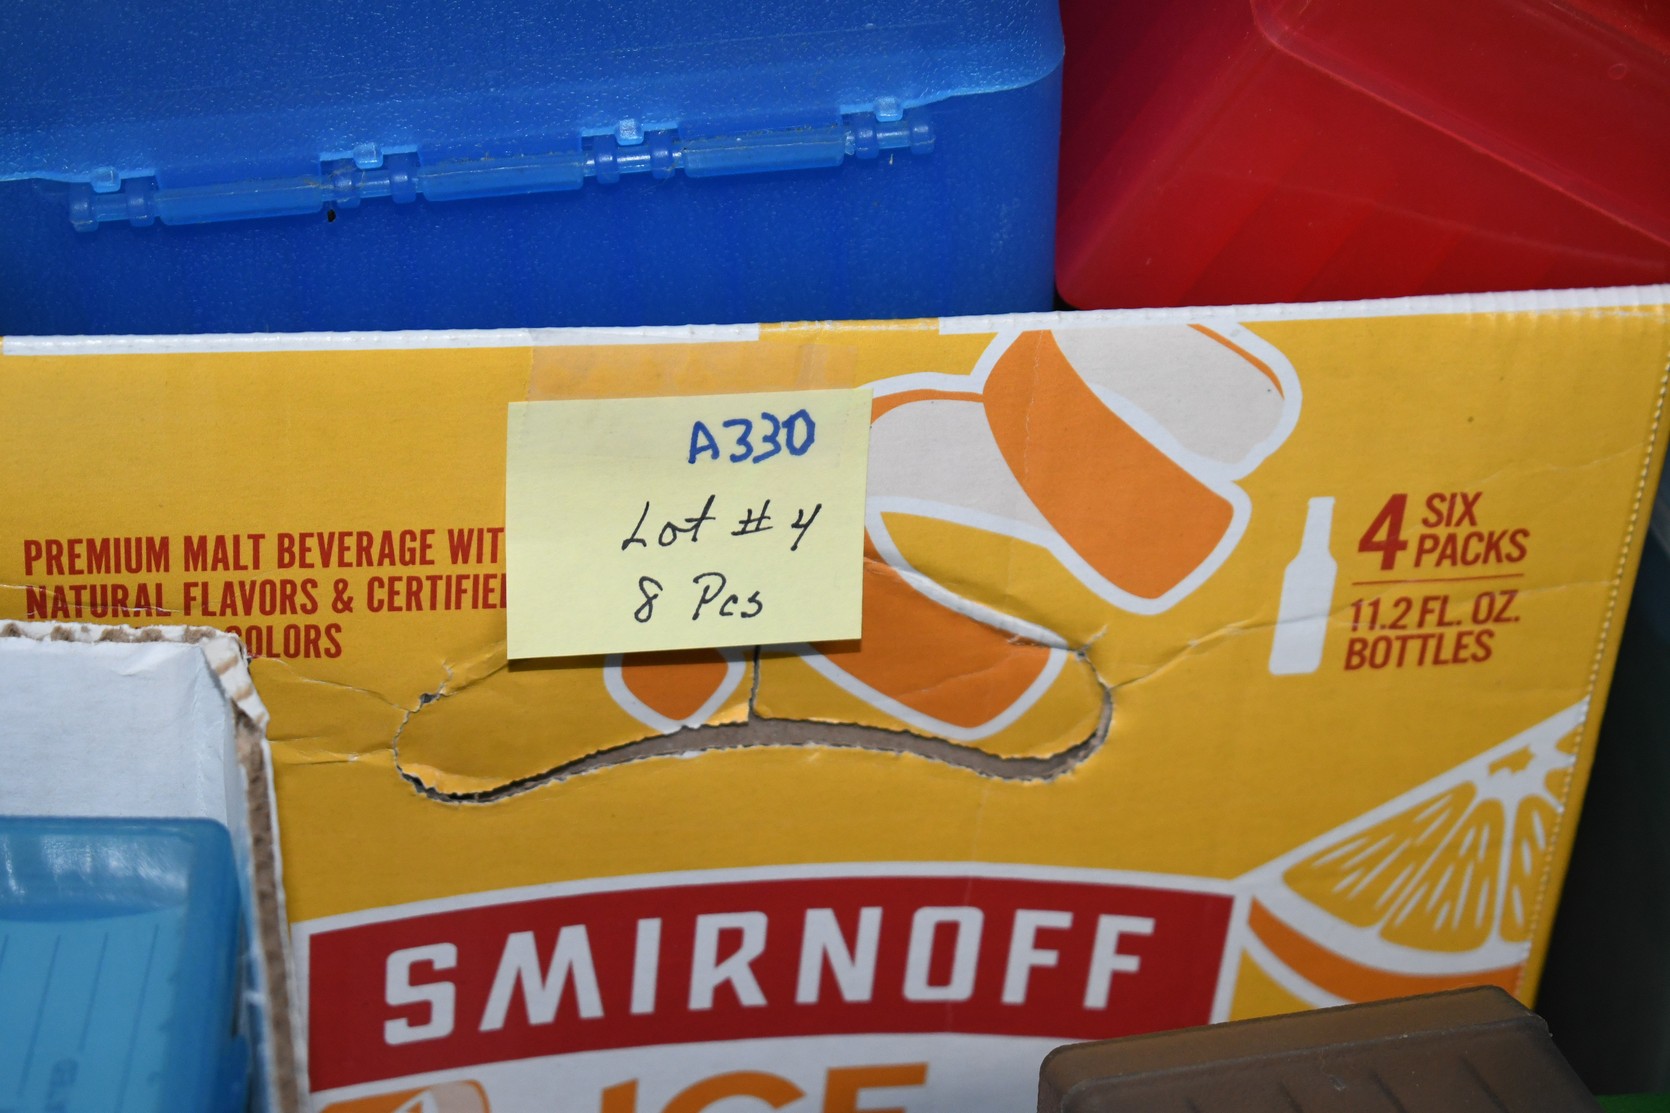 A330
Lot # 4
8 Pcs
PREMIUM MALT BEVERAGE WIT
NATURAL FLAVORS & CERTIFIE
OLORS
4 SIX
PACKS
11.2 FL. OZ.
BOTTLES
SMIRNOFF
ICE